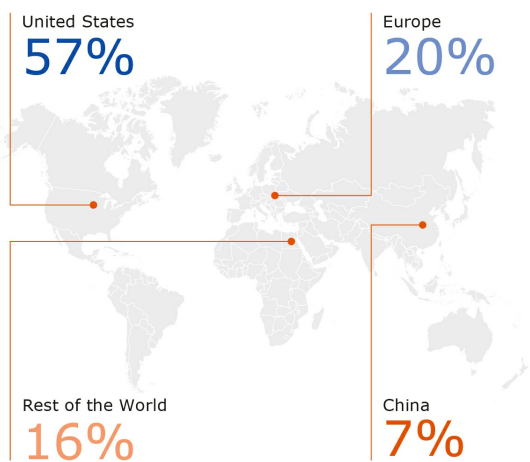 United States
57%
Europe
20%
Rest of the World
16%
China
7%